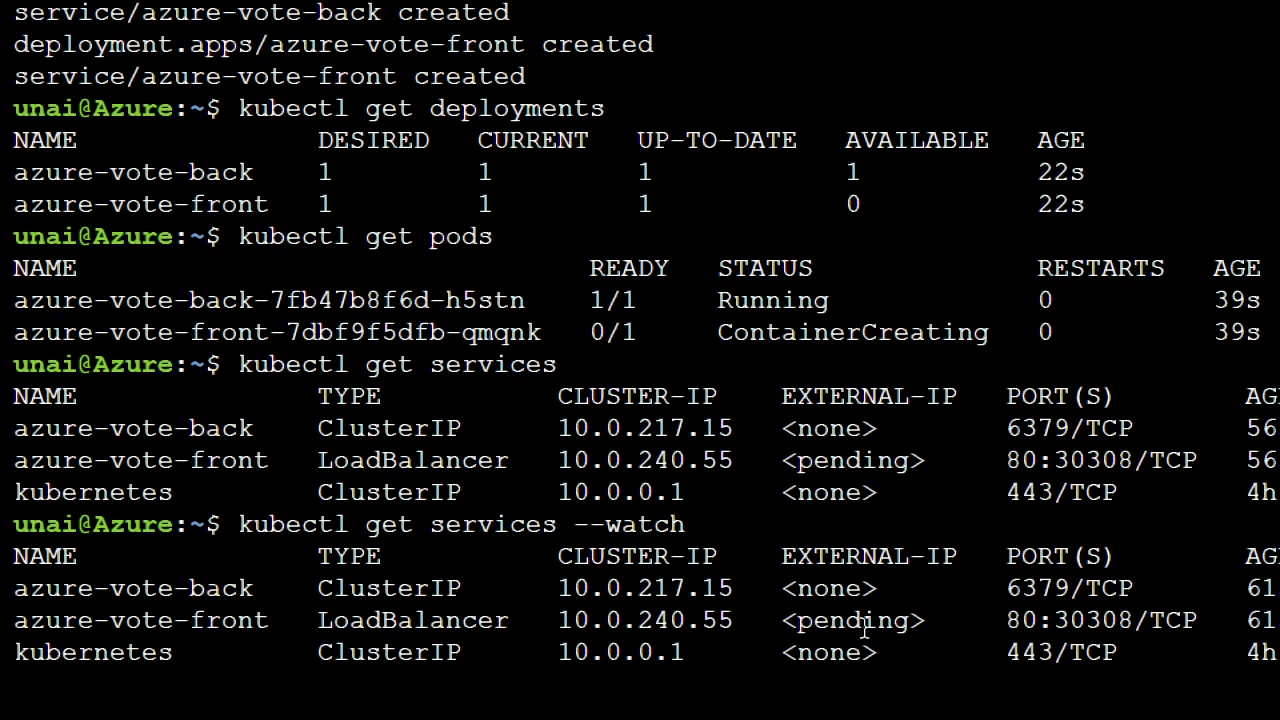 service/azure-vote-back created
deployment.apps/azure-vote-front created
service/azure-vote-front created
unai@Azure:~$ kubectl get deployments
NAME DESIRED CURRENT UP-TO-DATE AVAILABLE AGE
azure-vote-back 1 1 1 1 22s
azure-vote-front 1 1 1 0 22s
unai@Azure:~$ kubectl get pods
NAME READY STATUS RESTARTS AGE
azure-vote-back-7fb47b8f6d-h5stn 1/1 Running 0 39s
azure-vote-front-7dbf9f5dfb-qmqnk 0/1 ContainerCreating 0 39s
unai@Azure:~$ kubectl get services
NAME TYPE CLUSTER-IP EXTERNAL-IP PORT(S) AG
azure-vote-back ClusterIP 10.0.217.15 <none> 6379/TCP 56
azure-vote-front LoadBalancer 10.0.240.55 <pending> 80:30308/TCP 56
kubernetes ClusterIP 10.0.0.1 <none> 443/TCP 4h
unai@Azure:~$ kubectl get services --watch
NAME TYPE CLUSTER-IP EXTERNAL-IP PORT(S) AG
azure-vote-back ClusterIP 10.0.217.15 <none> 6379/TCP 61
azure-vote-front LoadBalancer 10.0.240.55 <pending> 80:30308/TCP 61
kubernetes ClusterIP 10.0.0.1 <none> 443/TCP 4h